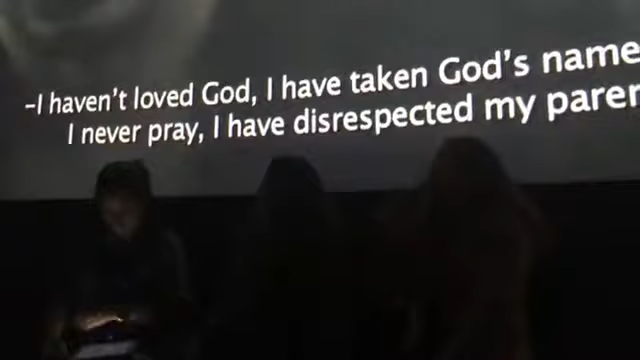 -I haven't loved God, I have taken God's name
I never pray, I have disrespected my